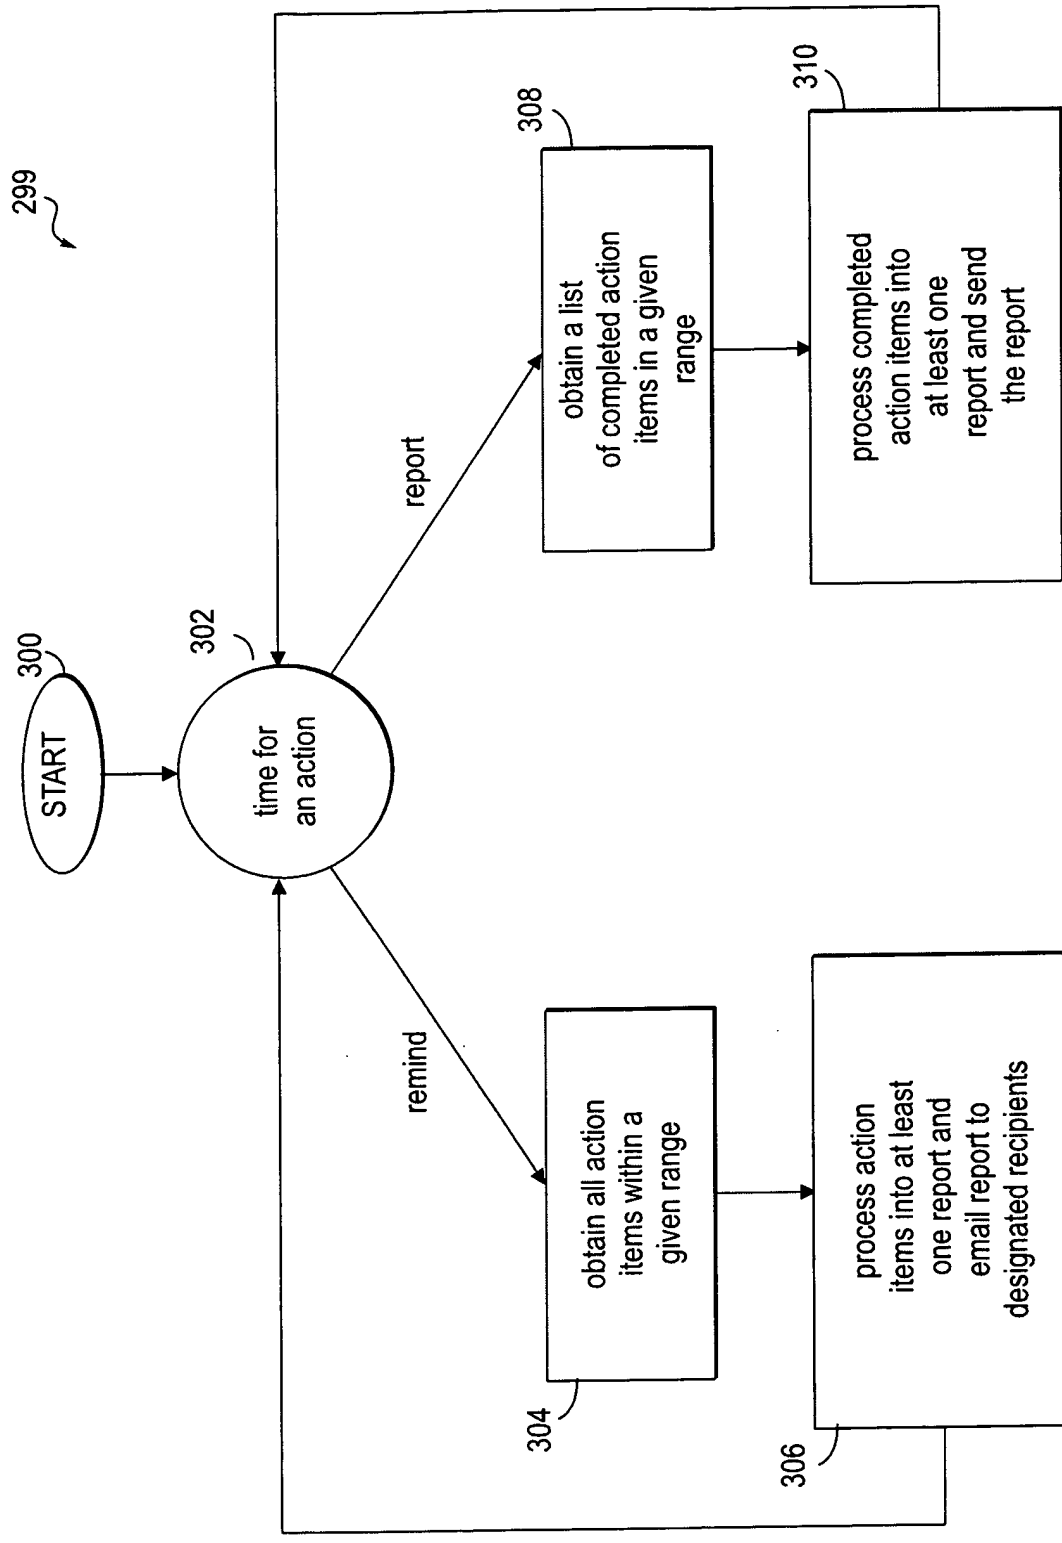 299
300
START
302
time for
an action
remind
report
304
obtain all action
items within a
given range
308
obtain a list
of completed action
items in a given
range
306
process action
items into at least
one report and
email report to
designated recipients
310
process completed
action items into
at least one
report and send
the report